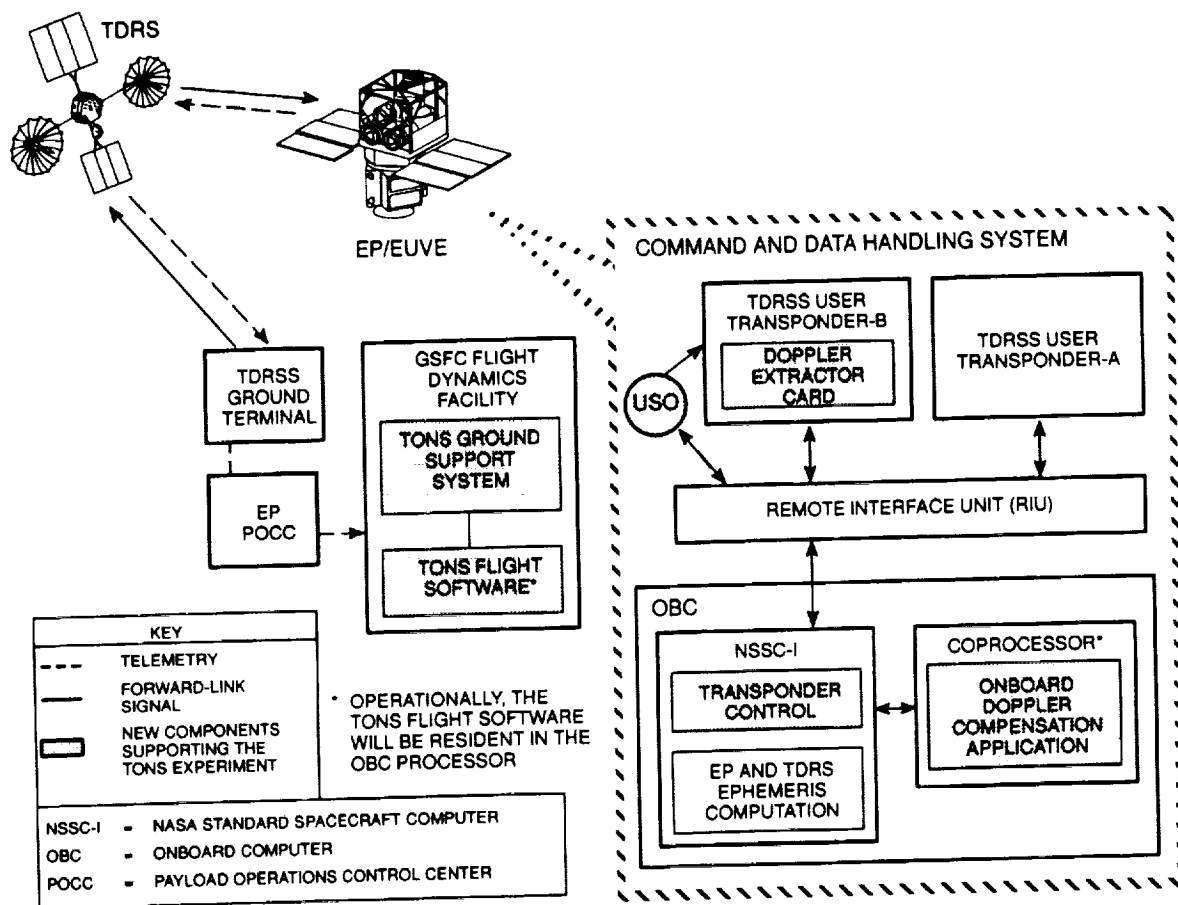 TDRS
EP/EUVE
TDRSS
GROUND
TERMINAL
EP
POCC
GSFC FLIGHT
DYNAMICS
FACILITY
TONS GROUND
SUPPORT
SYSTEM
TONS FLIGHT
SOFTWARE*
COMMAND AND DATA HANDLING SYSTEM
TDRSS USER
TRANSPONDER-B
DOPPLER
EXTRACTOR
CARD
TDRSS USER
TRANSPONDER-A
USO
REMOTE INTERFACE UNIT (RIU)
OBC
NSSC-I
TRANSPONDER
CONTROL
EP AND TDRS
EPHEMERIS
COMPUTATION
COPROCESSOR*
ONBOARD
DOPPLER
COMPENSATION
APPLICATION
KEY
TELEMETRY
FORWARD-LINK
SIGNAL
NEW COMPONENTS
SUPPORTING THE
TONS EXPERIMENT
* OPERATIONALLY, THE
TONS FLIGHT SOFTWARE
WILL BE RESIDENT IN THE
OBC PROCESSOR
NSSC-I = NASA STANDARD SPACECRAFT COMPUTER
OBC = ONBOARD COMPUTER
POCC = PAYLOAD OPERATIONS CONTROL CENTER